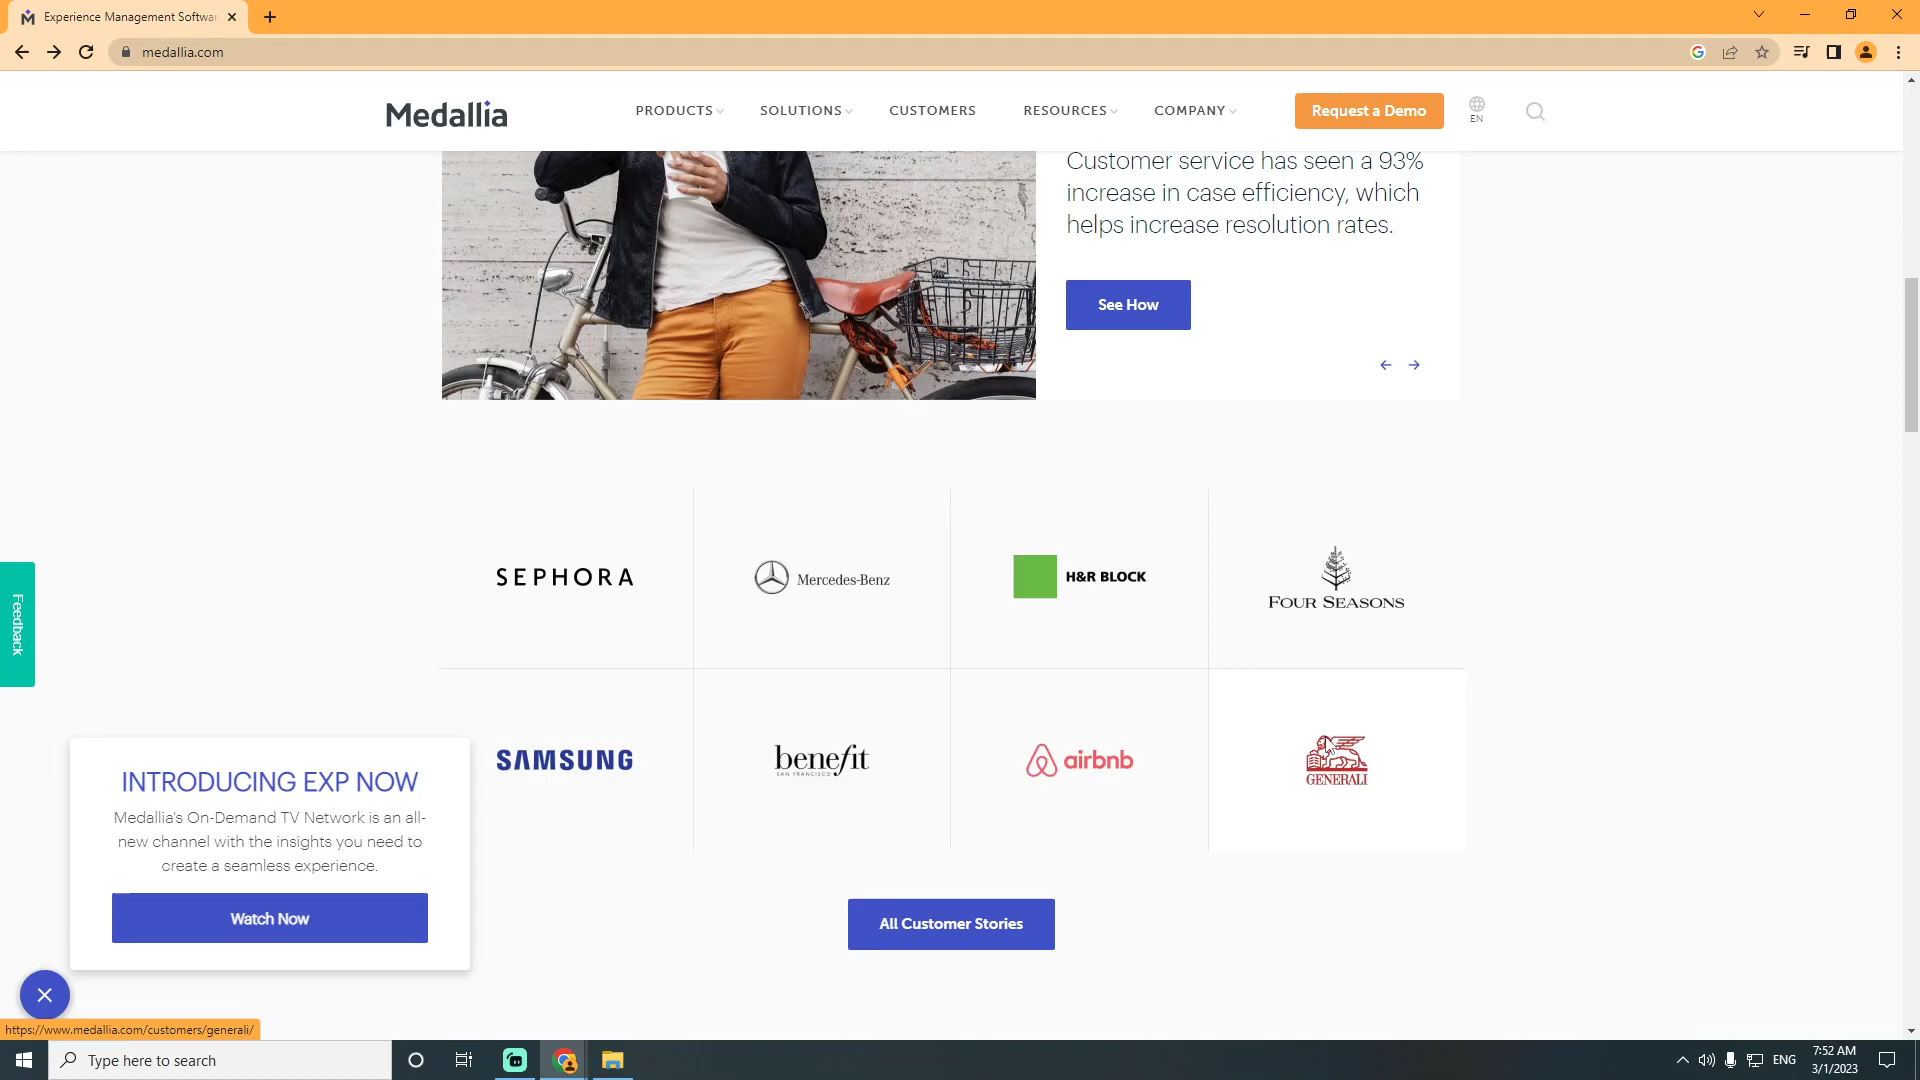 Experience Management Softwar
medallia.com
Medallia
PRODUCTS
SOLUTIONS
CUSTOMERS
RESOURCES
COMPANY
Request a Demo
EN
Customer service has seen a 93%
increase in case efficiency, which
helps increase resolution rates.
See How
SEPHORA
Mercedes-Benz
H&R BLOCK
FOUR SEASONS
Feedback
SAMSUNG
benefit
SAN FRANCISCO
airbnb
GENERALI
INTRODUCING EXP NOW
Medallia's On-Demand TV Network is an all-
new channel with the insights you need to
create a seamless experience.
Watch Now
All Customer Stories
https://www.medallia.com/customers/generali/
Type here to search
ENG
7:52 AM
3/1/2023